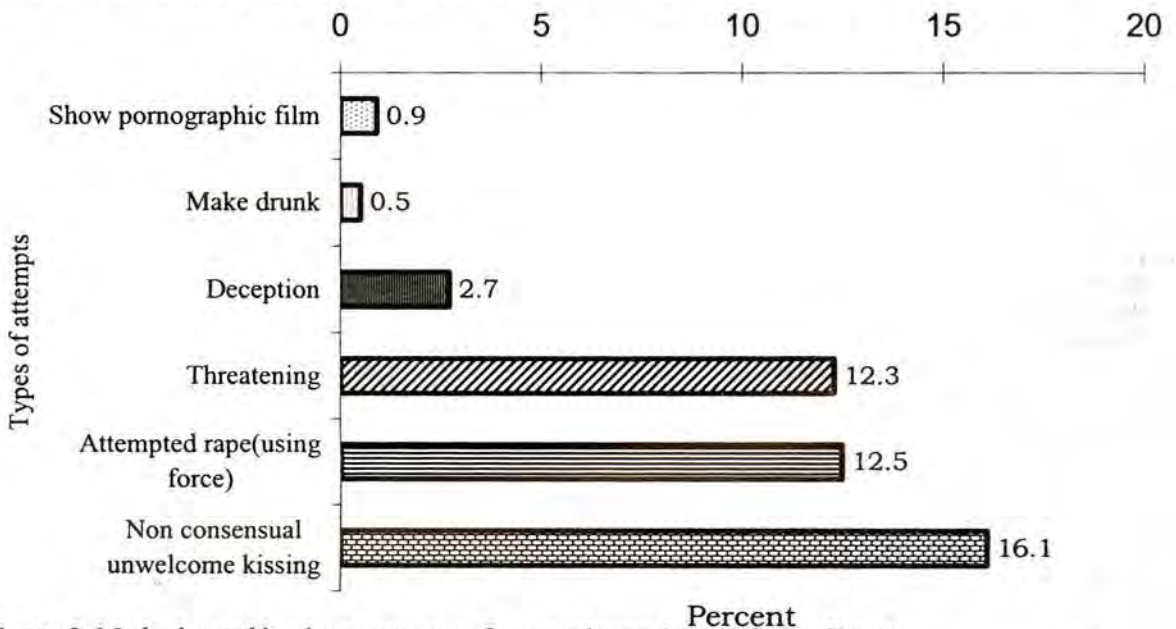 0 5 10 15 20
Show pornographic film 0.9
Make drunk 0.5
Deception 2.7
Threatening 12.3
Attempted rape(using
force) 12.5
Non consensual
unwelcome kissing 16.1
Types of attempts
Percent